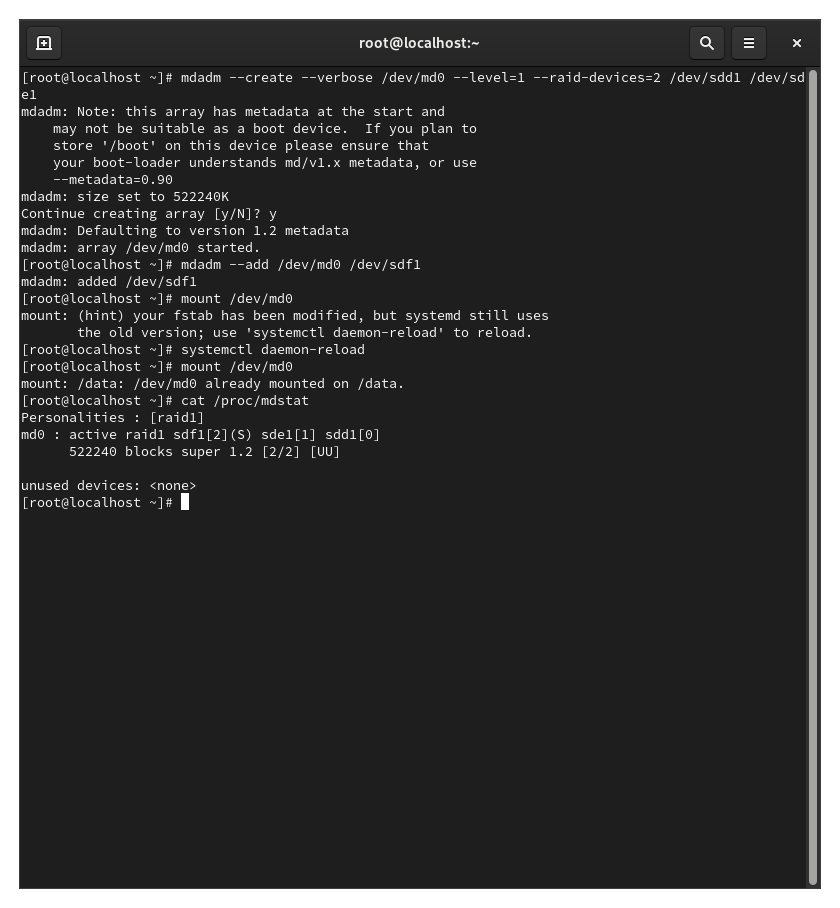 root@localhost:~
[root@localhost ~]# mdadm --create --verbose /dev/md0 --level=1 --raid-devices=2 /dev/sdd1 /dev/sd
e1
mdadm: Note: this array has metadata at the start and
    may not be suitable as a boot device.  If you plan to
    store '/boot' on this device please ensure that
    your boot-loader understands md/v1.x metadata, or use
    --metadata=0.90
mdadm: size set to 522240K
Continue creating array [y/N]? y
mdadm: Defaulting to version 1.2 metadata
mdadm: array /dev/md0 started.
[root@localhost ~]# mdadm --add /dev/md0 /dev/sdf1
mdadm: added /dev/sdf1
[root@localhost ~]# mount /dev/md0
mount: (hint) your fstab has been modified, but systemd still uses
       the old version; use 'systemctl daemon-reload' to reload.
[root@localhost ~]# systemctl daemon-reload
[root@localhost ~]# mount /dev/md0
mount: /data: /dev/md0 already mounted on /data.
[root@localhost ~]# cat /proc/mdstat
Personalities : [raid1]
md0 : active raid1 sdf1[2](S) sde1[1] sdd1[0]
      522240 blocks super 1.2 [2/2] [UU]

unused devices: <none>
[root@localhost ~]#